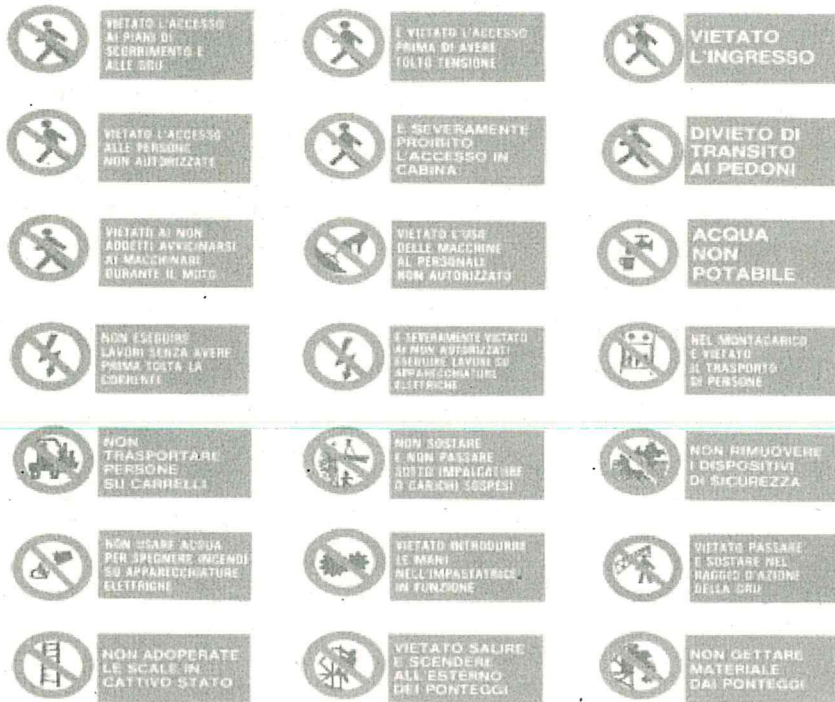 VIETATO L'ACCESSO
AI PIANI DI
SCORRIMENTO E
ALLE GRU
E VIETATO L'ACCESSO
PRIMA DI AVERE
TOLTO TENSIONE
VIETATO
L'INGRESSO
VIETATO L'ACCESSO
ALLE PERSONE
NON AUTORIZZATE
E SEVERAMENTE
PROIBITO
L'ACCESSO IN
CABINA
DIVIETO DI
TRANSITO
AI PEDONI
VIETATO AI NON
ADDETTI AVVICINARSI
AI MACCHINARI
DURANTE IL MOTO
VIETATO L'USO
DELLE MACCHINE
AL PERSONALE
NON AUTORIZZATO
ACQUA
NON
POTABILE
NON ESEGUIRE
LAVORI SENZA AVERE
PRIMA TOLTA LA
CORRENTE
E SEVERAMENTE VIETATO
AI NON AUTORIZZATI
ESEGUIRE LAVORI SU
APPARECCHIATURE
ELETTRICHE
NEL MONTACARICO
E VIETATO
IL TRASPORTO
DI PERSONE
NON
TRASPORTARE
PERSONE
SU CARRELLI
NON SOSTARE
E NON PASSARE
SOTTO IMPALCATURE
O CARICHI SOSPESI
NON RIMUOVERE
I DISPOSITIVI
DI SICUREZZA
NON USARE ACQUA
PER SPEGNERE INCENDI
SU APPARECCHIATURE
ELETTRICHE
VIETATO INTRODURRE
LE MANI
NELL'IMPASTATRICE
IN FUNZIONE
VIETATO PASSARE
E SOSTARE NEL
RAGGIO D'AZIONE
DELLA GRU
NON ADOPERATE
LE SCALE IN
CATTIVO STATO
VIETATO SALIRE
E SCENDERE
ALL'ESTERNO
DEI PONTEGGI
NON GETTARE
MATERIALE
DAI PONTEGGI